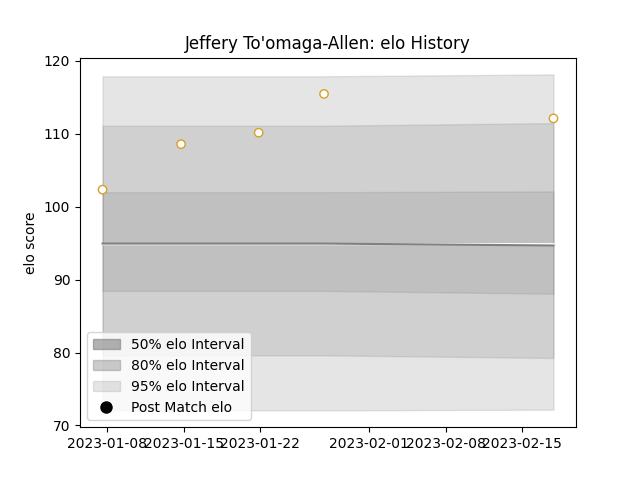 Jeffery To'omaga-Allen: elo History
120
110
100
90
80
70
elo score
50% elo Interval
80% elo Interval
95% elo Interval
Post Match elo
2023-01-08
2023-01-15
2023-01-22
2023-02-01
2023-02-08
2023-02-15